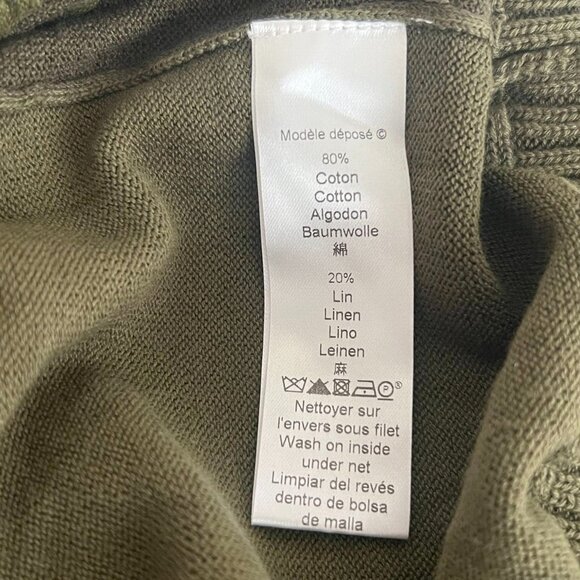 Modèle déposé ©
80%
Coton
Cotton
Algodon
Baumwolle
綿
20%
Lin
Linen
Lino
Leinen
麻
P
Nettoyer sur
l'envers sous filet
Wash on inside
under net
Limpiar del revés
dentro de bolsa
de malla